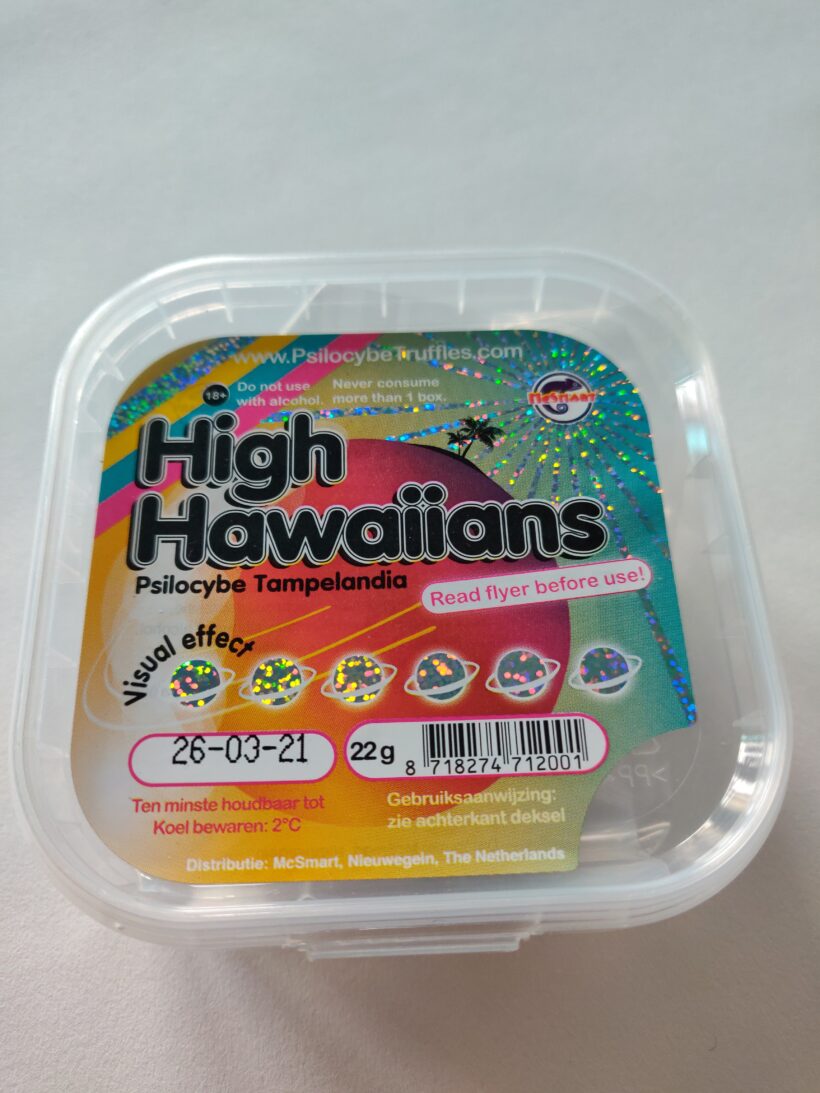 www.PsilocybeTruffles.com
18+ Do not use with alcohol.
Never consume more than 1 box.
McSmart
High
Hawaiians
Psilocybe Tampelandia
Read flyer before use!
Visual effect
26-03-21
22g
8 718274 712001
Ten minste houdbaar tot
Koel bewaren: 2°C
Gebruiksaanwijzing:
zie achterkant deksel
Distributie: McSmart, Nieuwegein, The Netherlands